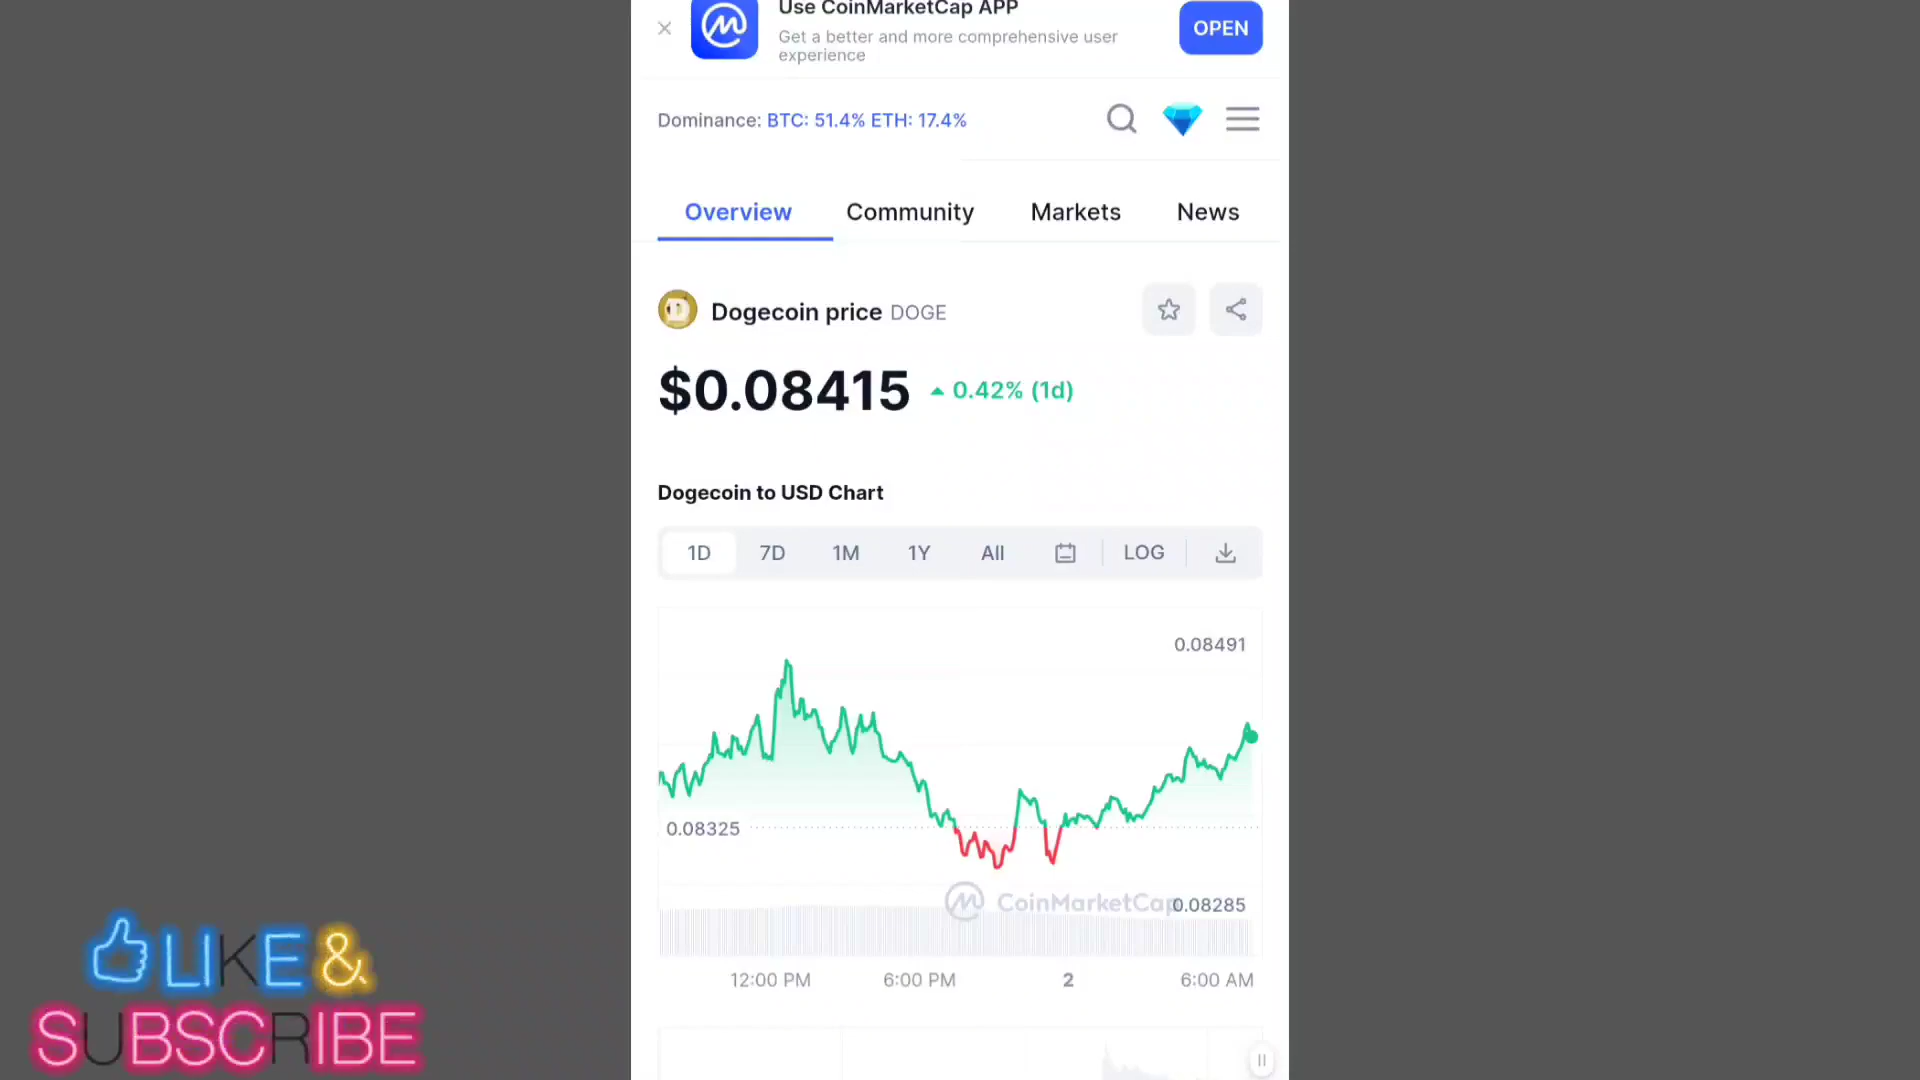 Use CoinMarketCap APP
Get a better and more comprehensive user
experience
OPEN
Dominance: BTC: 51.4% ETH: 17.4%
Overview
Community
Markets
News
Dogecoin price DOGE
$0.08415
0.42% (1d)
Dogecoin to USD Chart
1D
7D
1M
1Y
All
LOG
0.08491
0.08325
CoinMarketCap
0.08285
12:00 PM
6:00 PM
2
6:00 AM
LIKE &
SUBSCRIBE